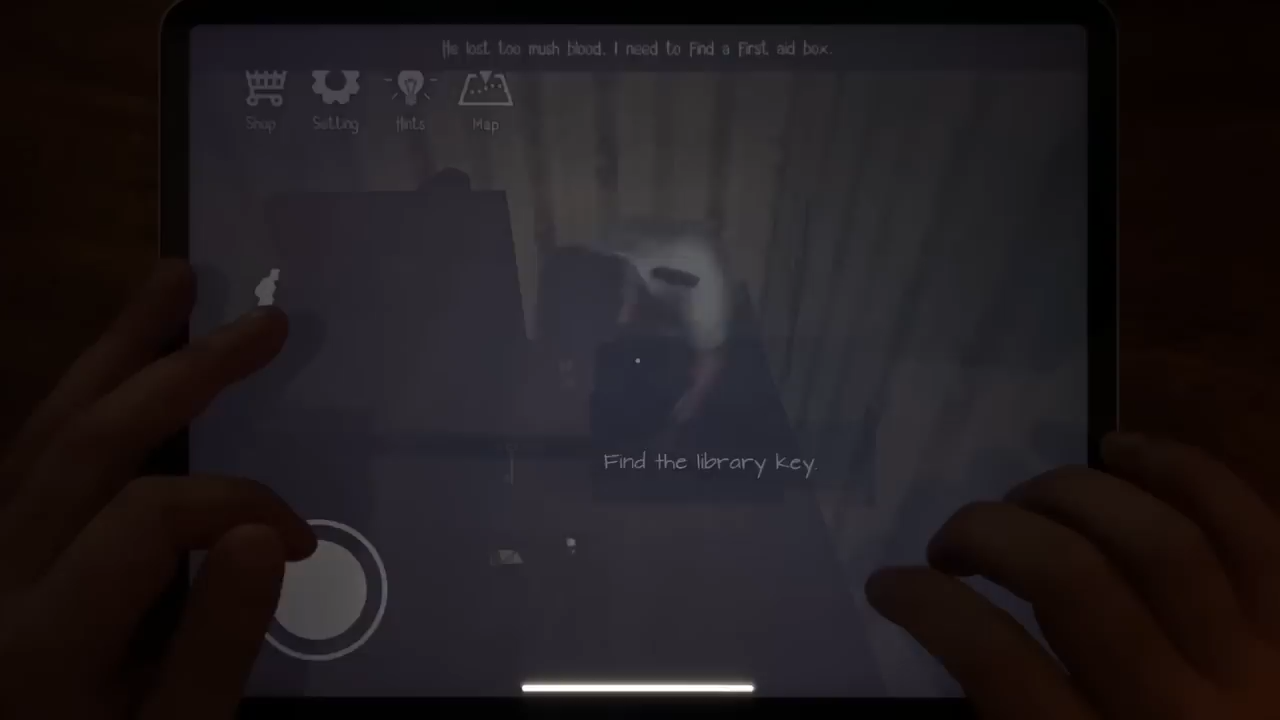 He lost too mush blood. I need to Find a First aid box.
Shop Setting Hints Map
Find the library key.